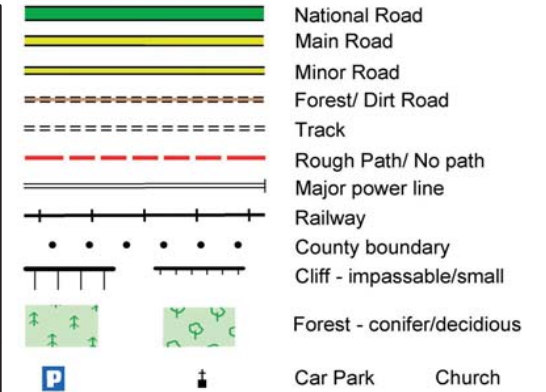 National Road
Main Road
Minor Road
Forest/ Dirt Road
Track
Rough Path/ No path
Major power line
Railway
County boundary
Cliff - impassable/small
Forest - conifer/decidious
P Car Park Church